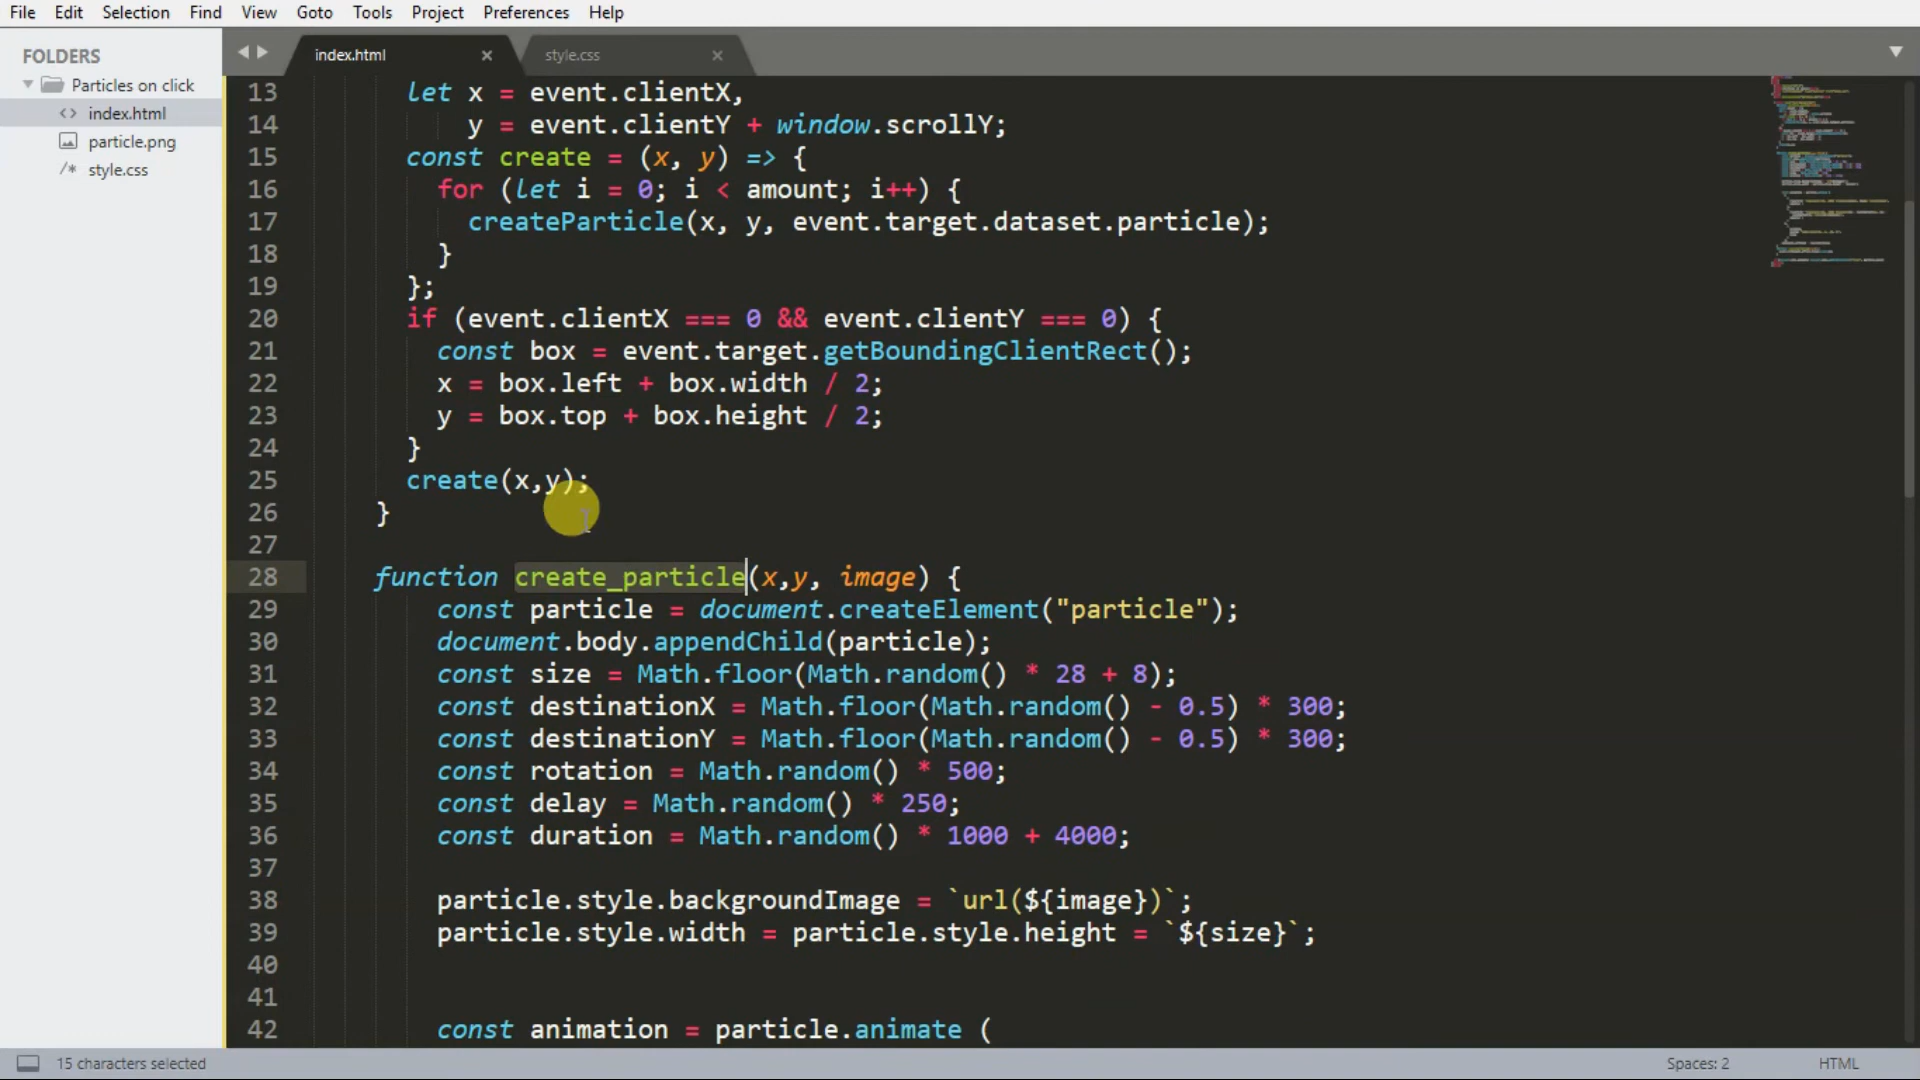 File Edit Selection Find View Goto Tools Project Preferences Help
FOLDERS
Particles on click
index.html
particle.png
style.css
index.html
style.css
13 let x = event.clientX,
14 y = event.clientY + window.scrollY;
15 const create = (x, y) => {
16 for (let i = 0; i < amount; i++) {
17 createParticle(x, y, event.target.dataset.particle);
18 }
19 };
20 if (event.clientX === 0 && event.clientY === 0) {
21 const box = event.target.getBoundingClientRect();
22 x = box.left + box.width / 2;
23 y = box.top + box.height / 2;
24 }
25 create(x,y);
26 }
27
28 function create_particle(x,y, image) {
29 const particle = document.createElement("particle");
30 document.body.appendChild(particle);
31 const size = Math.floor(Math.random() * 28 + 8);
32 const destinationX = Math.floor(Math.random() - 0.5) * 300;
33 const destinationY = Math.floor(Math.random() - 0.5) * 300;
34 const rotation = Math.random() * 500;
35 const delay = Math.random() * 250;
36 const duration = Math.random() * 1000 + 4000;
37
38 particle.style.backgroundImage = `url(${image})`;
39 particle.style.width = particle.style.height = `${size}`;
40
41
42 const animation = particle.animate (
15 characters selected
Spaces: 2
HTML